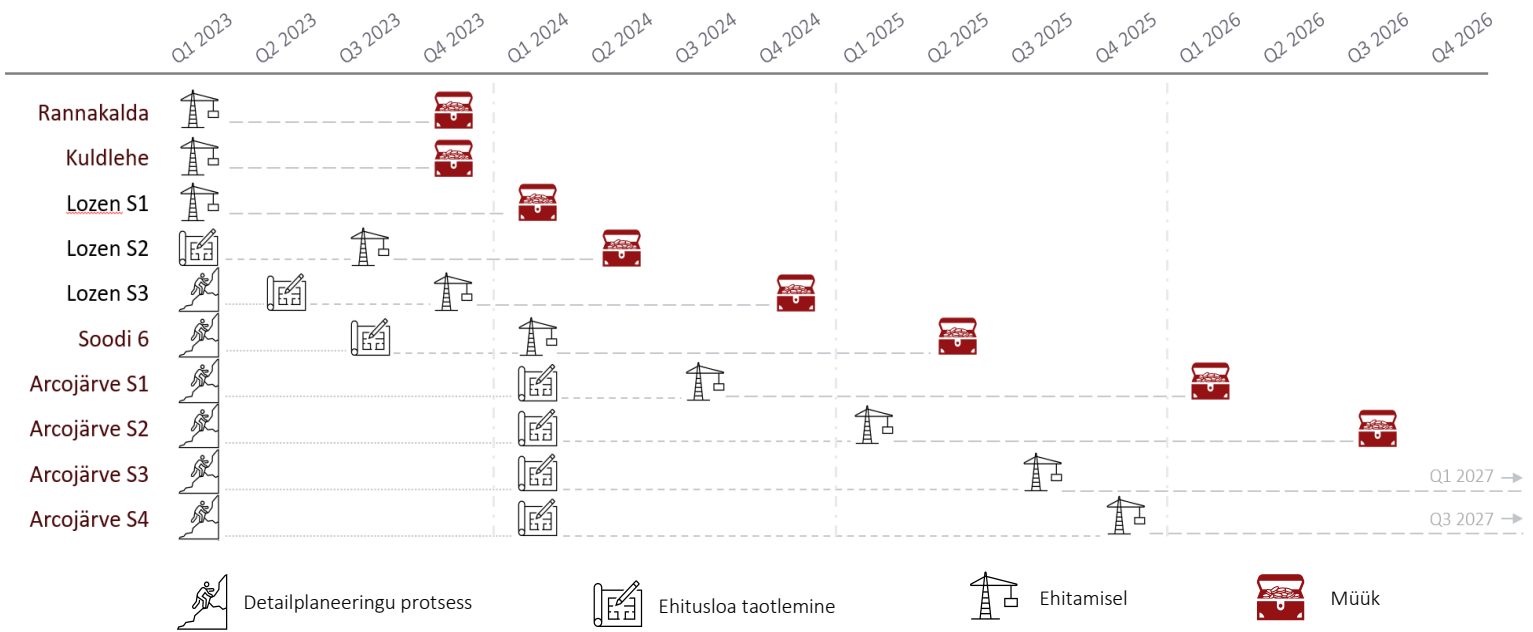 Q1 2023 Q2 2023 Q3 2023 Q4 2023 Q1 2024 Q2 2024 Q3 2024 Q4 2024 Q1 2025 Q2 2025 Q3 2025 Q4 2025 Q1 2026 Q2 2026 Q3 2026 Q4 2026
Rannakalda
Kuldlehe
Lozen S1
Lozen S2
Lozen S3
Soodi 6
Arcojärve S1
Arcojärve S2
Arcojärve S3 Q1 2027
Arcojärve S4 Q3 2027
Detailplaneeringu protsess Ehitusloa taotlemine Ehitamisel Müük